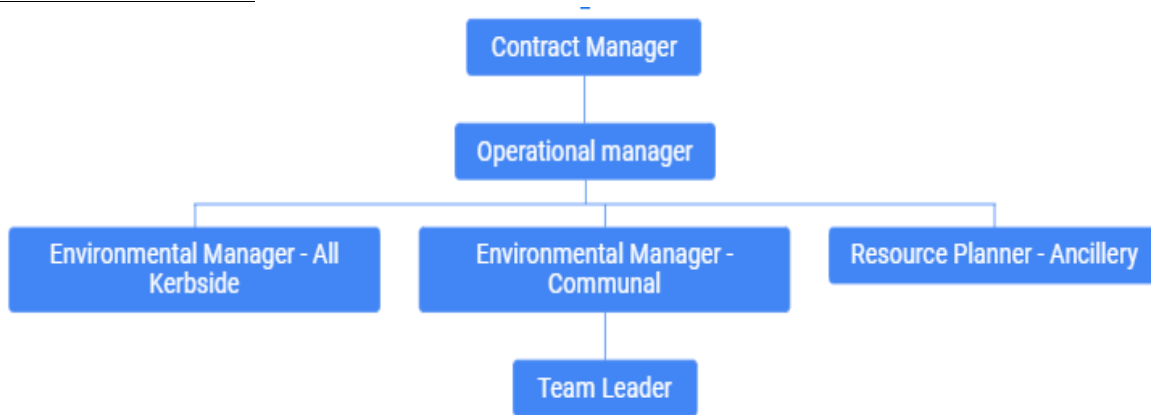 Contract Manager
Operational manager
Environmental Manager - All
Kerbside
Environmental Manager -
Communal
Resource Planner - Ancillery
Team Leader